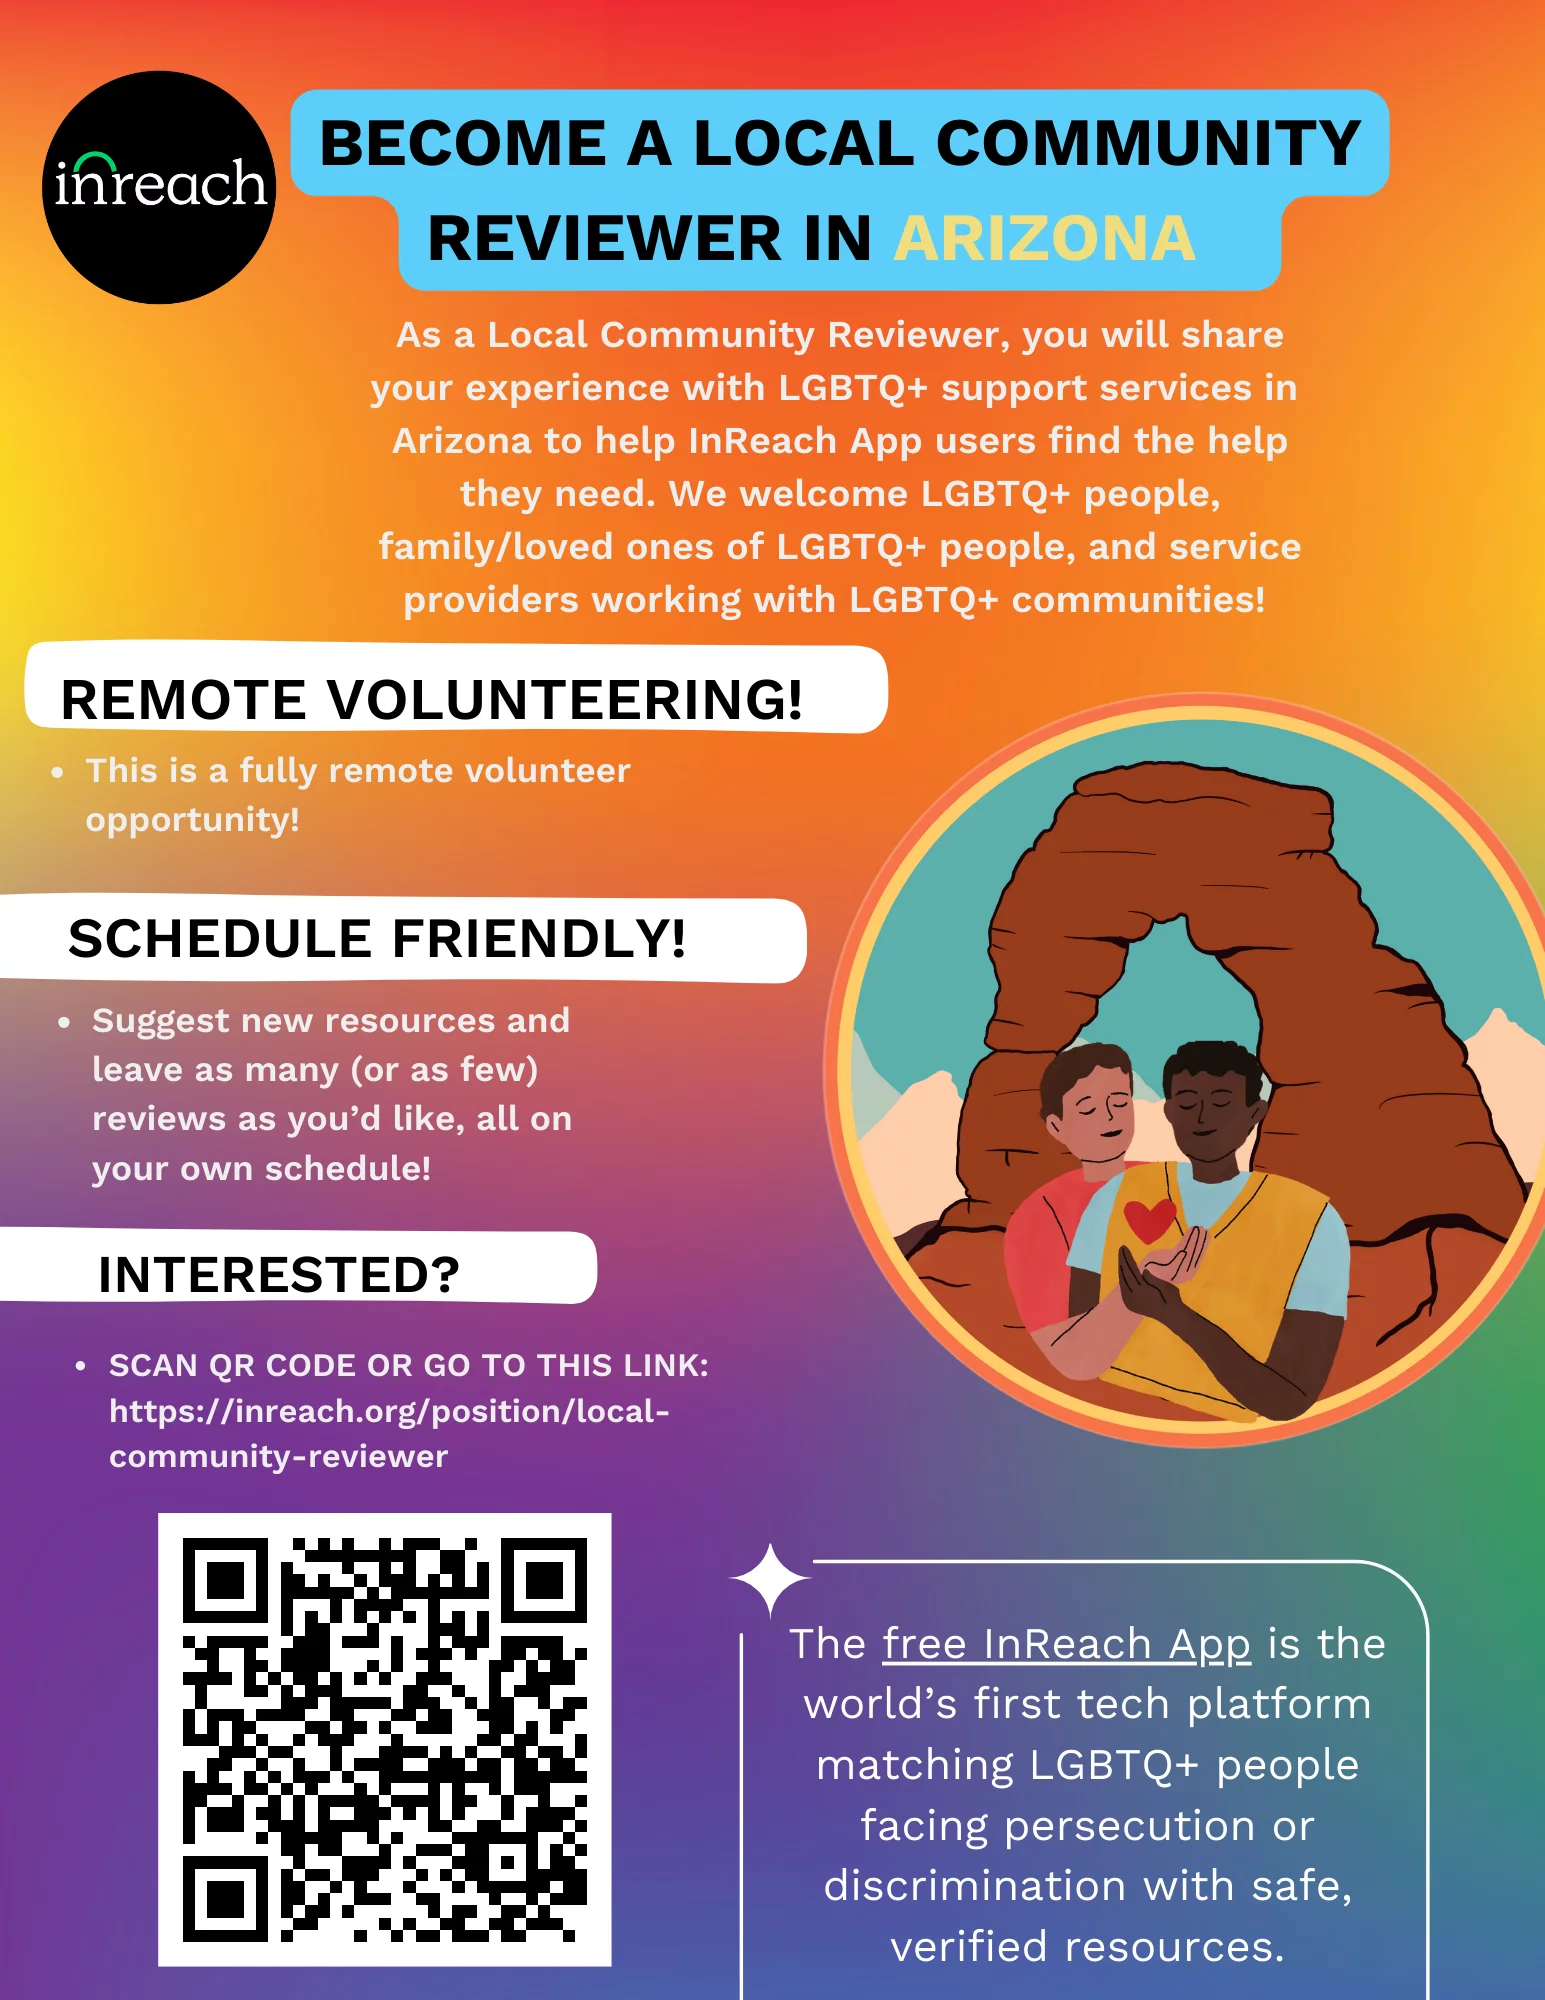 inreach
BECOME A LOCAL COMMUNITY
REVIEWER IN ARIZONA
As a Local Community Reviewer, you will share
your experience with LGBTQ+ support services in
Arizona to help InReach App users find the help
they need. We welcome LGBTQ+ people,
family/loved ones of LGBTQ+ people, and service
providers working with LGBTQ+ communities!
REMOTE VOLUNTEERING!
• This is a fully remote volunteer
opportunity!
SCHEDULE FRIENDLY!
• Suggest new resources and
leave as many (or as few)
reviews as you’d like, all on
your own schedule!
INTERESTED?
• SCAN QR CODE OR GO TO THIS LINK:
https://inreach.org/position/local-
community-reviewer
The free InReach App is the
world’s first tech platform
matching LGBTQ+ people
facing persecution or
discrimination with safe,
verified resources.